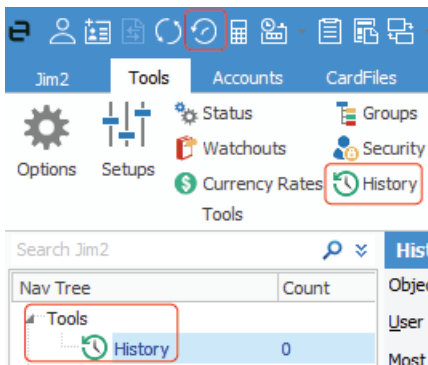 Jim2 Tools Accounts CardFiles
Status Groups
Watchouts Security
Options Setups Currency Rates History
Tools
Search Jim2 Hist
Nav Tree Count Objec
Tools User
History 0 Most